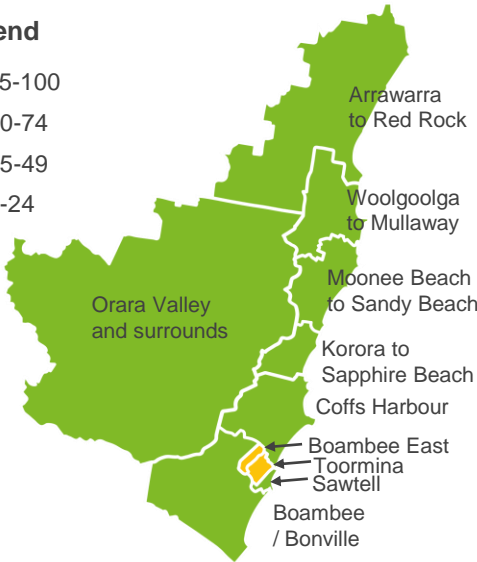 end
5-100
0-74
5-49
-24
Arrawarra
to Red Rock
Woolgoolga
to Mullaway
Moonee Beach
to Sandy Beach
Orara Valley
and surrounds
Korora to
Sapphire Beach
Coffs Harbour
Boambee East
Toormina
Sawtell
Boambee
/ Bonville